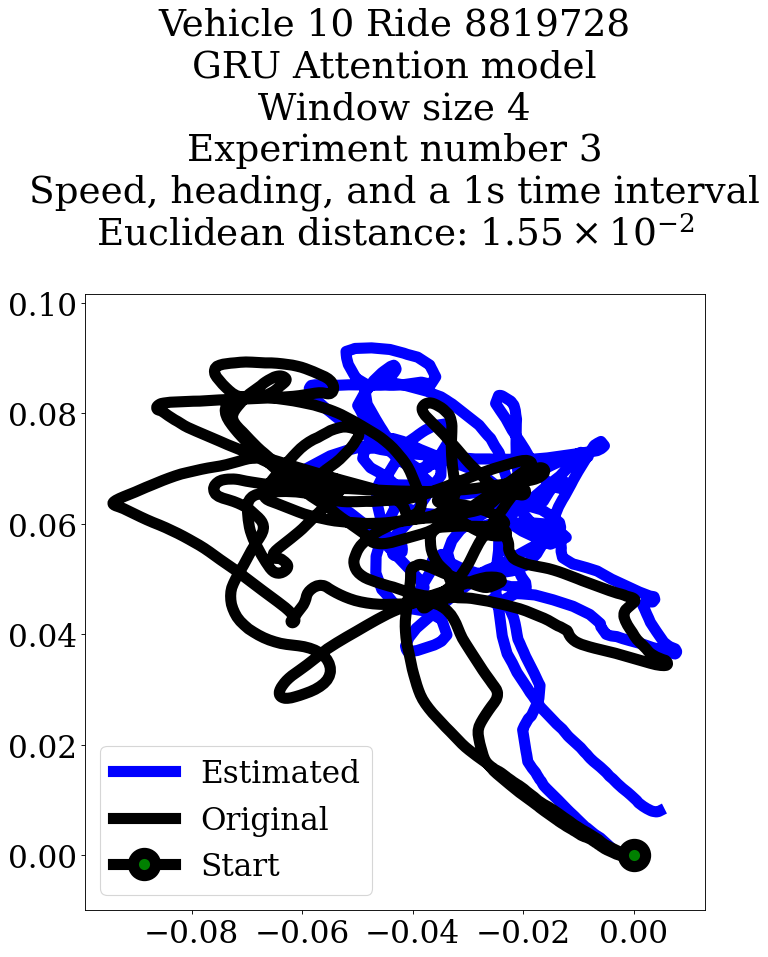 Vehicle 10 Ride 8819728
GRU Attention model
Window size 4
Experiment number 3
Speed, heading, and a 1s time interval
Euclidean distance: 1.55 × 10⁻²
0.10
0.08
0.06
0.04
0.02
0.00
Estimated
Original
Start
−0.08 −0.06 −0.04 −0.02 0.00